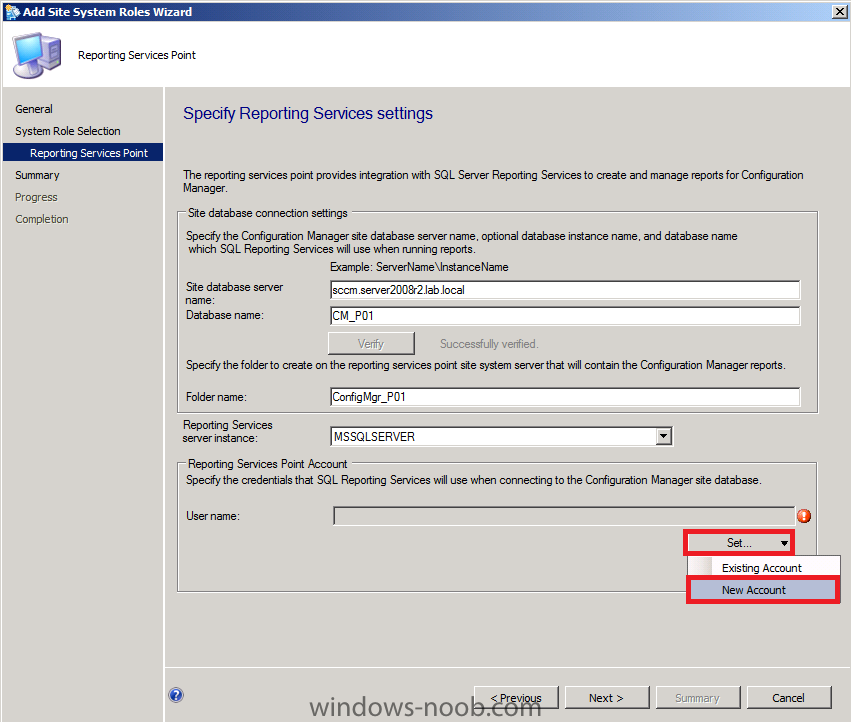 Add Site System Roles Wizard
Reporting Services Point
General
System Role Selection
Reporting Services Point
Summary
Progress
Completion
Specify Reporting Services settings
The reporting services point provides integration with SQL Server Reporting Services to create and manage reports for Configuration
Manager.
Site database connection settings
Specify the Configuration Manager site database server name, optional database instance name, and database name
which SQL Reporting Services will use when running reports.
Example: ServerName\InstanceName
Site database server
name:
sccm.server2008r2.lab.local
Database name:
CM_P01
Verify
Successfully verified.
Specify the folder to create on the reporting services point site system server that will contain the Configuration Manager reports.
Folder name:
ConfigMgr_P01
Reporting Services
server instance:
MSSQLSERVER
Reporting Services Point Account
Specify the credentials that SQL Reporting Services will use when connecting to the Configuration Manager site database.
User name:
Set...
Existing Account
New Account
< Previous
Next >
Summary
Cancel
windows-noob.com